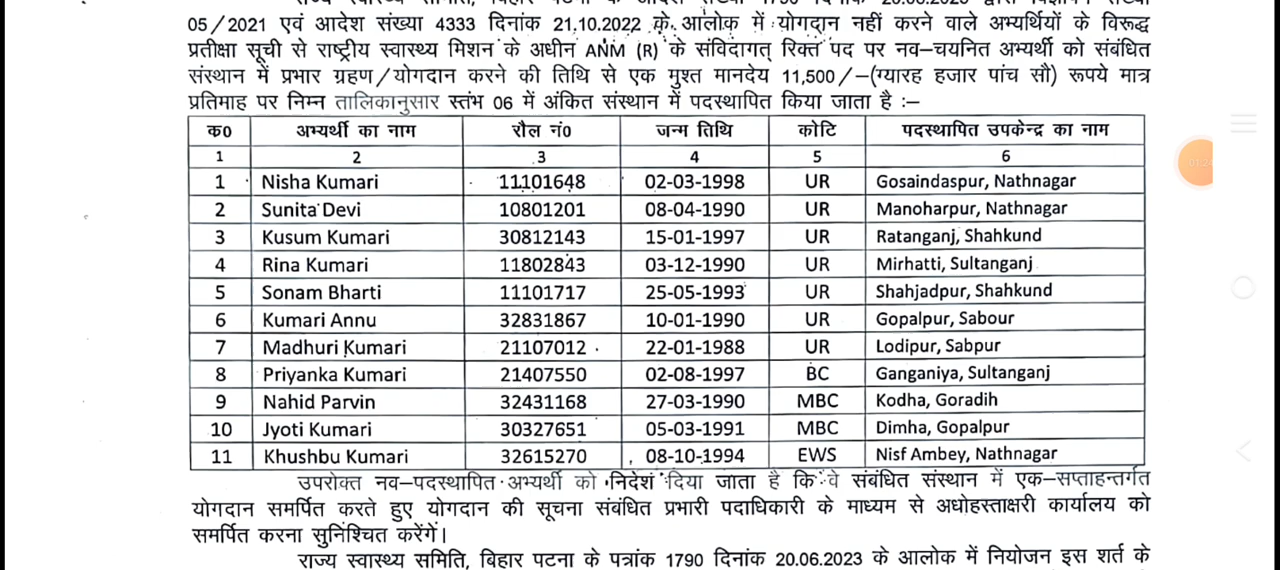 05/2021 एवं आदेश संख्या 4333 दिनांक 21.10.2022 के आलोक में योगदान नहीं करने वाले अभ्यर्थियों के विरूद्ध
प्रतीक्षा सूची से राष्ट्रीय स्वास्थ्य मिशन के अधीन ANM (R) के संविदागत् रिक्त पद पर नव–चयनित अभ्यर्थी को संबंधित
संस्थान में प्रभार ग्रहण/योगदान करने की तिथि से एक मुश्त मानदेय 11,500/–(ग्यारह हजार पांच सौ) रूपये मात्र
प्रतिमाह पर निम्न तालिकानुसार स्तंभ 06 में अंकित संस्थान में पदस्थापित किया जाता है :–
क0 अभ्यर्थी का नाम रौल नं0 जन्म तिथि कोटि पदस्थापित उपकेन्द्र का नाम
1 2 3 4 5 6
1 Nisha Kumari 11101648 02-03-1998 UR Gosaindaspur, Nathnagar
2 Sunita Devi 10801201 08-04-1990 UR Manoharpur, Nathnagar
3 Kusum Kumari 30812143 15-01-1997 UR Ratanganj, Shahkund
4 Rina Kumari 11802843 03-12-1990 UR Mirhatti, Sultanganj
5 Sonam Bharti 11101717 25-05-1993 UR Shahjadpur, Shahkund
6 Kumari Annu 32831867 10-01-1990 UR Gopalpur, Sabour
7 Madhuri Kumari 21107012 22-01-1988 UR Lodipur, Sabpur
8 Priyanka Kumari 21407550 02-08-1997 BC Ganganiya, Sultanganj
9 Nahid Parvin 32431168 27-03-1990 MBC Kodha, Goradih
10 Jyoti Kumari 30327651 05-03-1991 MBC Dimha, Gopalpur
11 Khushbu Kumari 32615270 08-10-1994 EWS Nisf Ambey, Nathnagar
उपरोक्त नव–पदस्थापित अभ्यर्थी को निदेश दिया जाता है कि वे संबंधित संस्थान में एक–सप्ताहन्तर्गत
योगदान समर्पित करते हुए योगदान की सूचना संबंधित प्रभारी पदाधिकारी के माध्यम से अधोहस्ताक्षरी कार्यालय को
समर्पित करना सुनिश्चित करेंगें।
राज्य स्वास्थ्य समिति, बिहार पटना के पत्रांक 1790 दिनांक 20.06.2023 के आलोक में नियोजन इस शर्त के